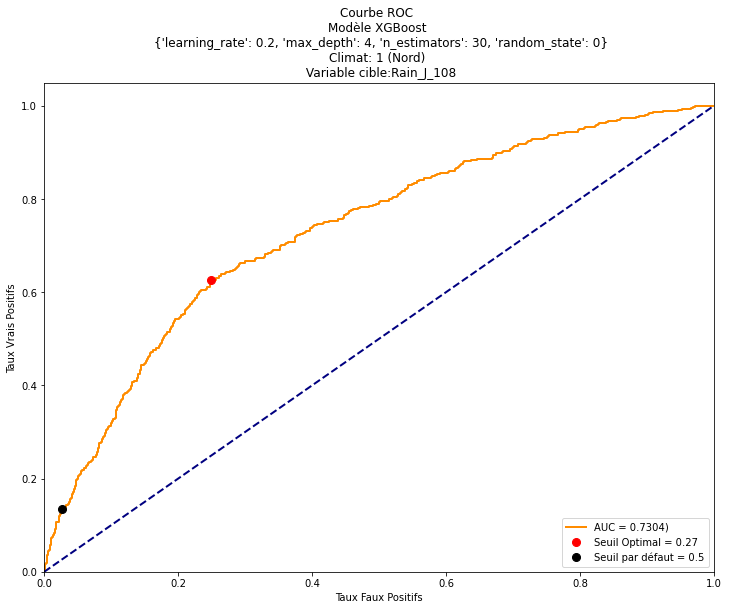 Courbe ROC
Modèle XGBoost
{'learning_rate': 0.2, 'max_depth': 4, 'n_estimators': 30, 'random_state': 0}
Climat: 1 (Nord)
Variable cible:Rain_J_108
1.0
0.8
0.6
0.4
0.2
0.0
Taux Vrais Positifs
0.0 0.2 0.4 0.6 0.8 1.0
Taux Faux Positifs
AUC = 0.7304)
Seuil Optimal = 0.27
Seuil par défaut = 0.5